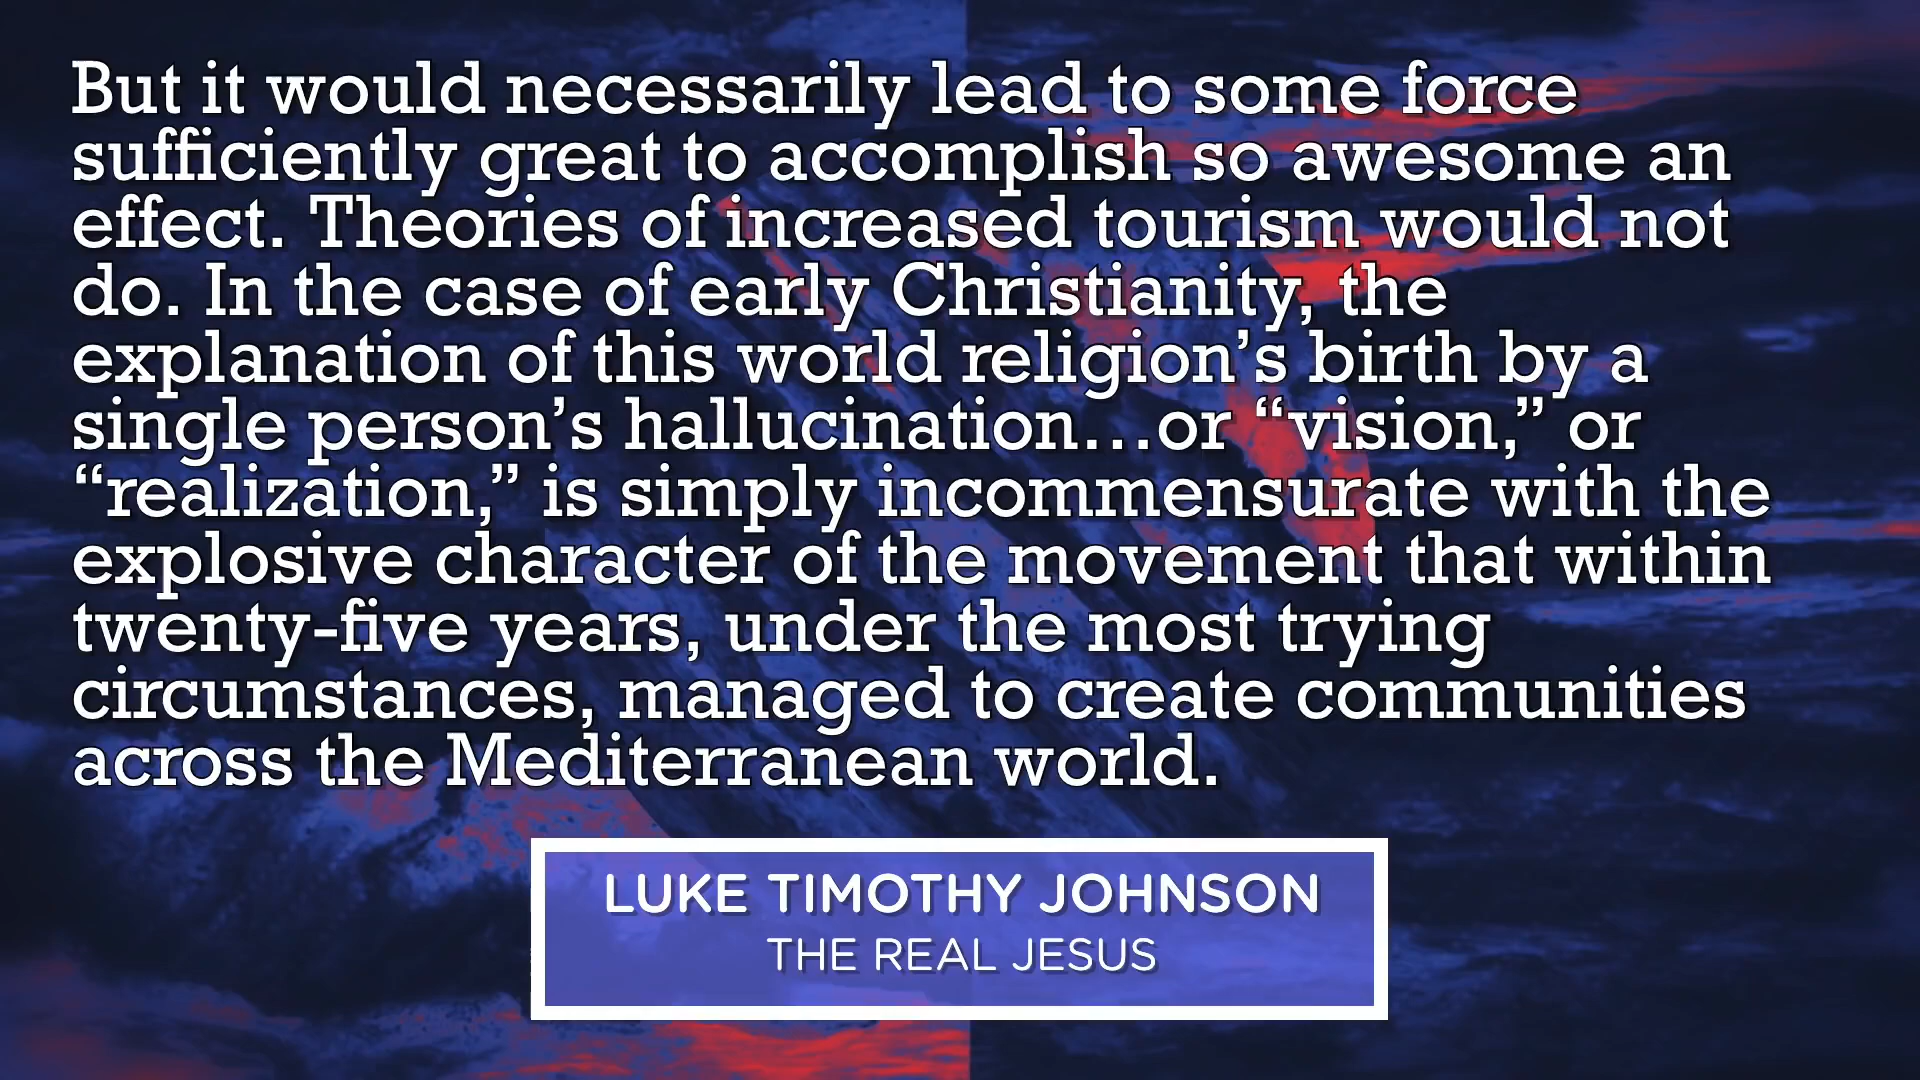 But it would necessarily lead to some force
sufficiently great to accomplish so awesome an
effect. Theories of increased tourism would not
do. In the case of early Christianity, the
explanation of this world religion’s birth by a
single person’s hallucination…or “vision,” or
“realization,” is simply incommensurate with the
explosive character of the movement that within
twenty-five years, under the most trying
circumstances, managed to create communities
across the Mediterranean world.
LUKE TIMOTHY JOHNSON
THE REAL JESUS